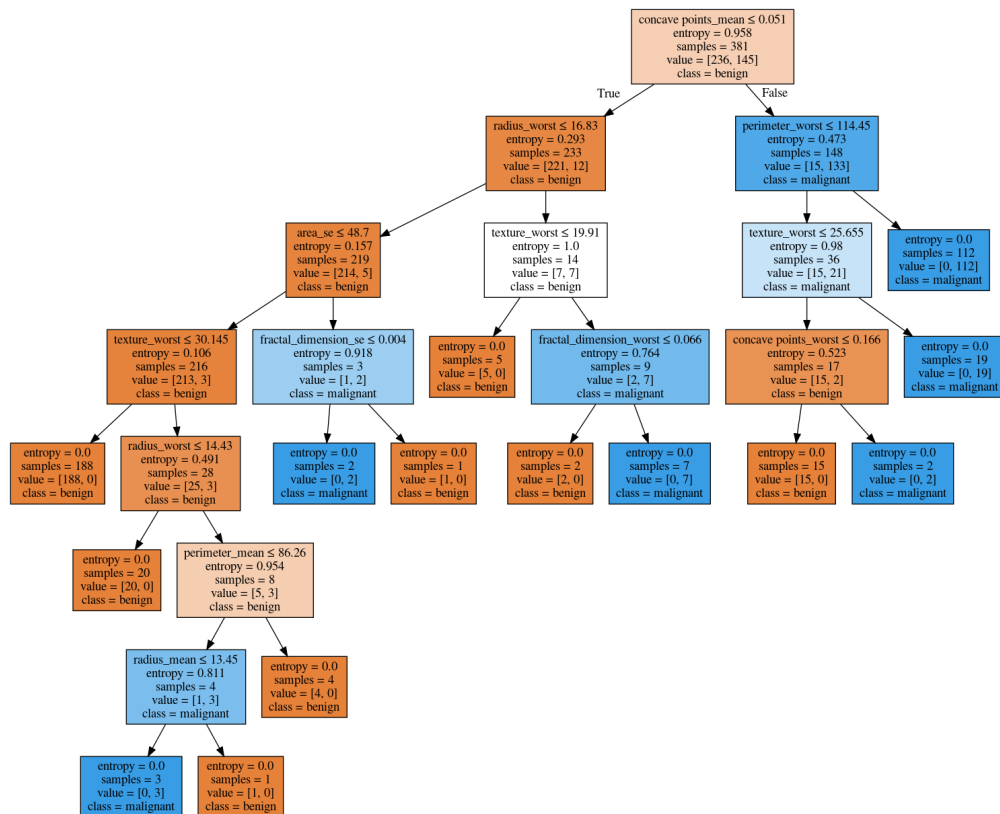 concave points_mean ≤ 0.051
entropy = 0.958
samples = 381
value = [236, 145]
class = benign
True
False
radius_worst ≤ 16.83
entropy = 0.293
samples = 233
value = [221, 12]
class = benign
perimeter_worst ≤ 114.45
entropy = 0.473
samples = 148
value = [15, 133]
class = malignant
area_se ≤ 48.7
entropy = 0.157
samples = 219
value = [214, 5]
class = benign
texture_worst ≤ 19.91
entropy = 1.0
samples = 14
value = [7, 7]
class = benign
texture_worst ≤ 25.655
entropy = 0.98
samples = 36
value = [15, 21]
class = malignant
entropy = 0.0
samples = 112
value = [0, 112]
class = malignant
texture_worst ≤ 30.145
entropy = 0.106
samples = 216
value = [213, 3]
class = benign
fractal_dimension_se ≤ 0.004
entropy = 0.918
samples = 3
value = [1, 2]
class = malignant
entropy = 0.0
samples = 5
value = [5, 0]
class = benign
fractal_dimension_worst ≤ 0.066
entropy = 0.764
samples = 9
value = [2, 7]
class = malignant
concave points_worst ≤ 0.166
entropy = 0.523
samples = 17
value = [15, 2]
class = benign
entropy = 0.0
samples = 19
value = [0, 19]
class = malignant
entropy = 0.0
samples = 188
value = [188, 0]
class = benign
radius_worst ≤ 14.43
entropy = 0.491
samples = 28
value = [25, 3]
class = benign
entropy = 0.0
samples = 2
value = [0, 2]
class = malignant
entropy = 0.0
samples = 1
value = [1, 0]
class = benign
entropy = 0.0
samples = 2
value = [2, 0]
class = benign
entropy = 0.0
samples = 7
value = [0, 7]
class = malignant
entropy = 0.0
samples = 15
value = [15, 0]
class = benign
entropy = 0.0
samples = 2
value = [0, 2]
class = malignant
entropy = 0.0
samples = 20
value = [20, 0]
class = benign
perimeter_mean ≤ 86.26
entropy = 0.954
samples = 8
value = [5, 3]
class = benign
radius_mean ≤ 13.45
entropy = 0.811
samples = 4
value = [1, 3]
class = malignant
entropy = 0.0
samples = 4
value = [4, 0]
class = benign
entropy = 0.0
samples = 3
value = [0, 3]
class = malignant
entropy = 0.0
samples = 1
value = [1, 0]
class = benign